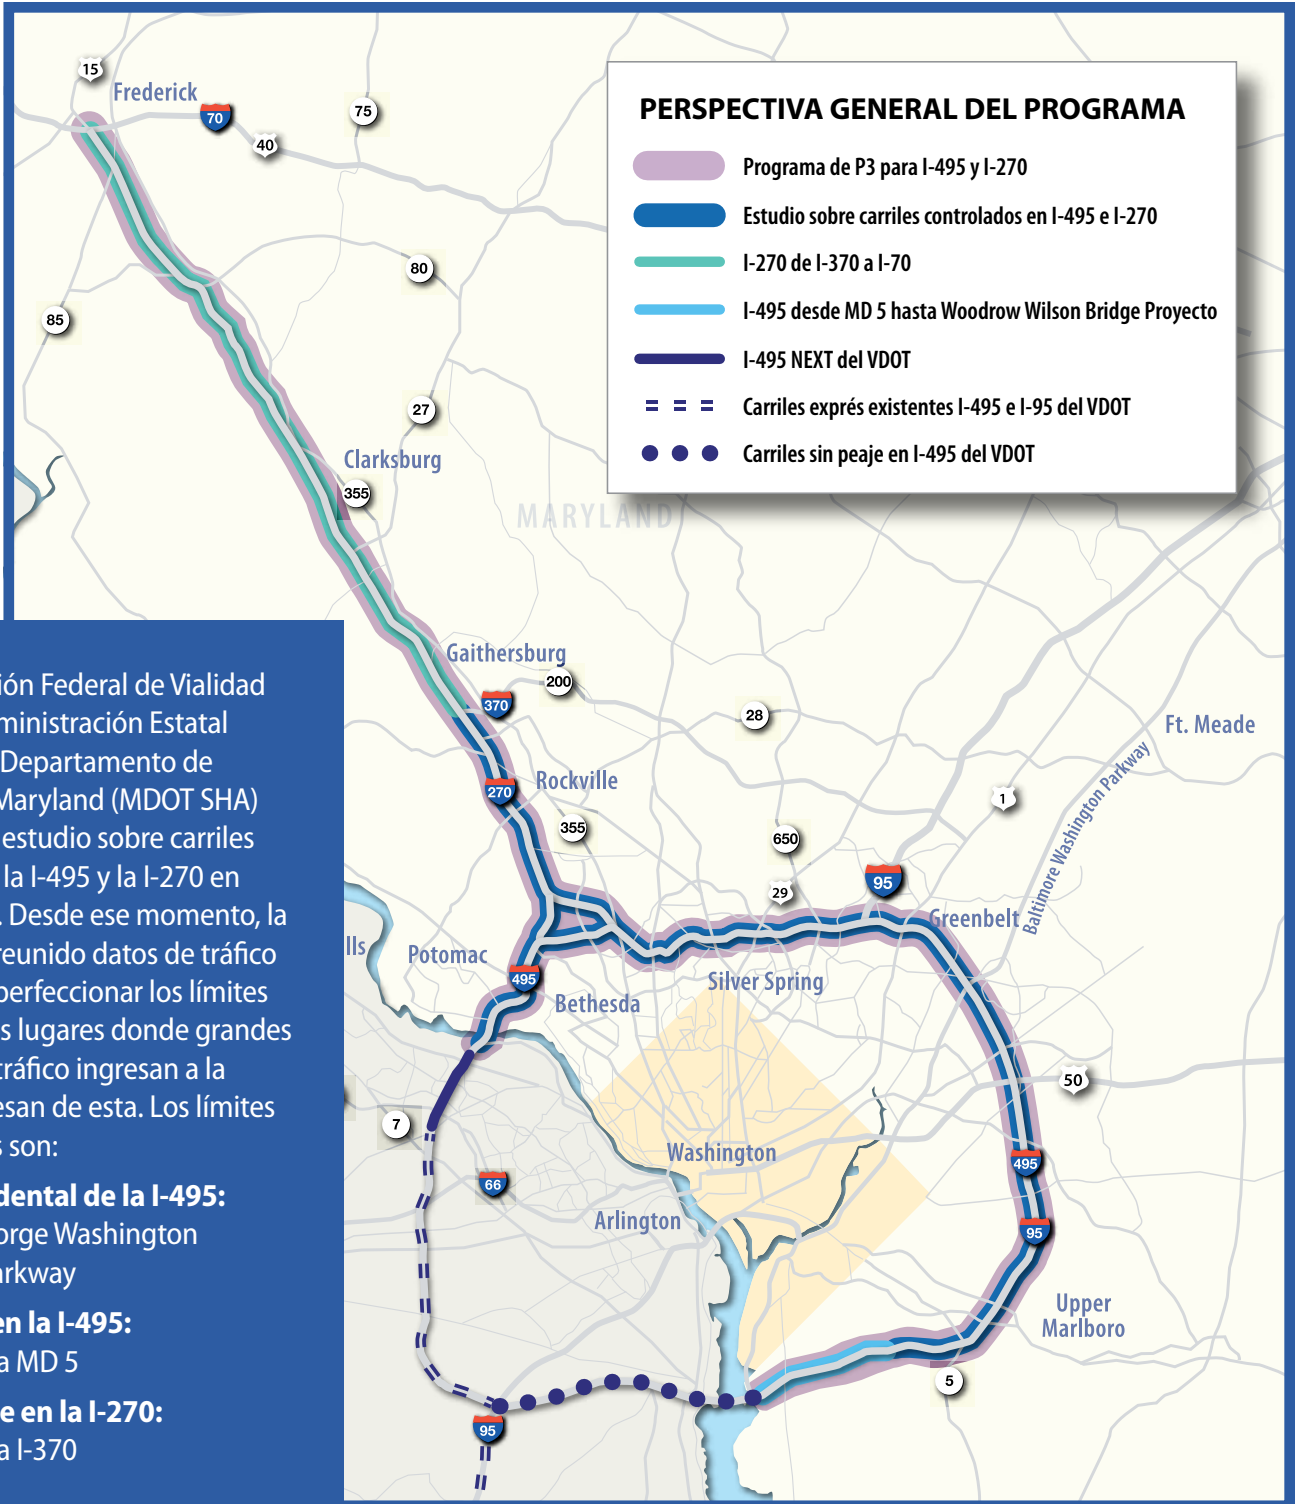 15
Frederick
70
40
75
PERSPECTIVA GENERAL DEL PROGRAMA
Programa de P3 para I-495 y I-270
Estudio sobre carriles controlados en I-495 e I-270
I-270 de I-370 a I-70
I-495 desde MD 5 hasta Woodrow Wilson Bridge Proyecto
I-495 NEXT del VDOT
Carriles exprés existentes I-495 e I-95 del VDOT
Carriles sin peaje en I-495 del VDOT
80
85
27
Clarksburg
355
MARYLAND
Gaithersburg
200
370
28
Ft. Meade
Rockville
270
355
1
Baltimore Washington Parkway
650
29
95
Greenbelt
Potomac
lls
495
Silver Spring
Bethesda
50
7
Washington
66
495
Arlington
95
Upper
Marlboro
5
95
ión Federal de Vialidad
ministración Estatal
Departamento de
Maryland (MDOT SHA)
estudio sobre carriles
la I-495 y la I-270 en
. Desde ese momento, la
reunido datos de tráfico
perfeccionar los límites
s lugares donde grandes
tráfico ingresan a la
esan de esta. Los límites
s son:
dental de la I-495:
orge Washington
arkway
en la I-495:
a MD 5
e en la I-270:
a I-370